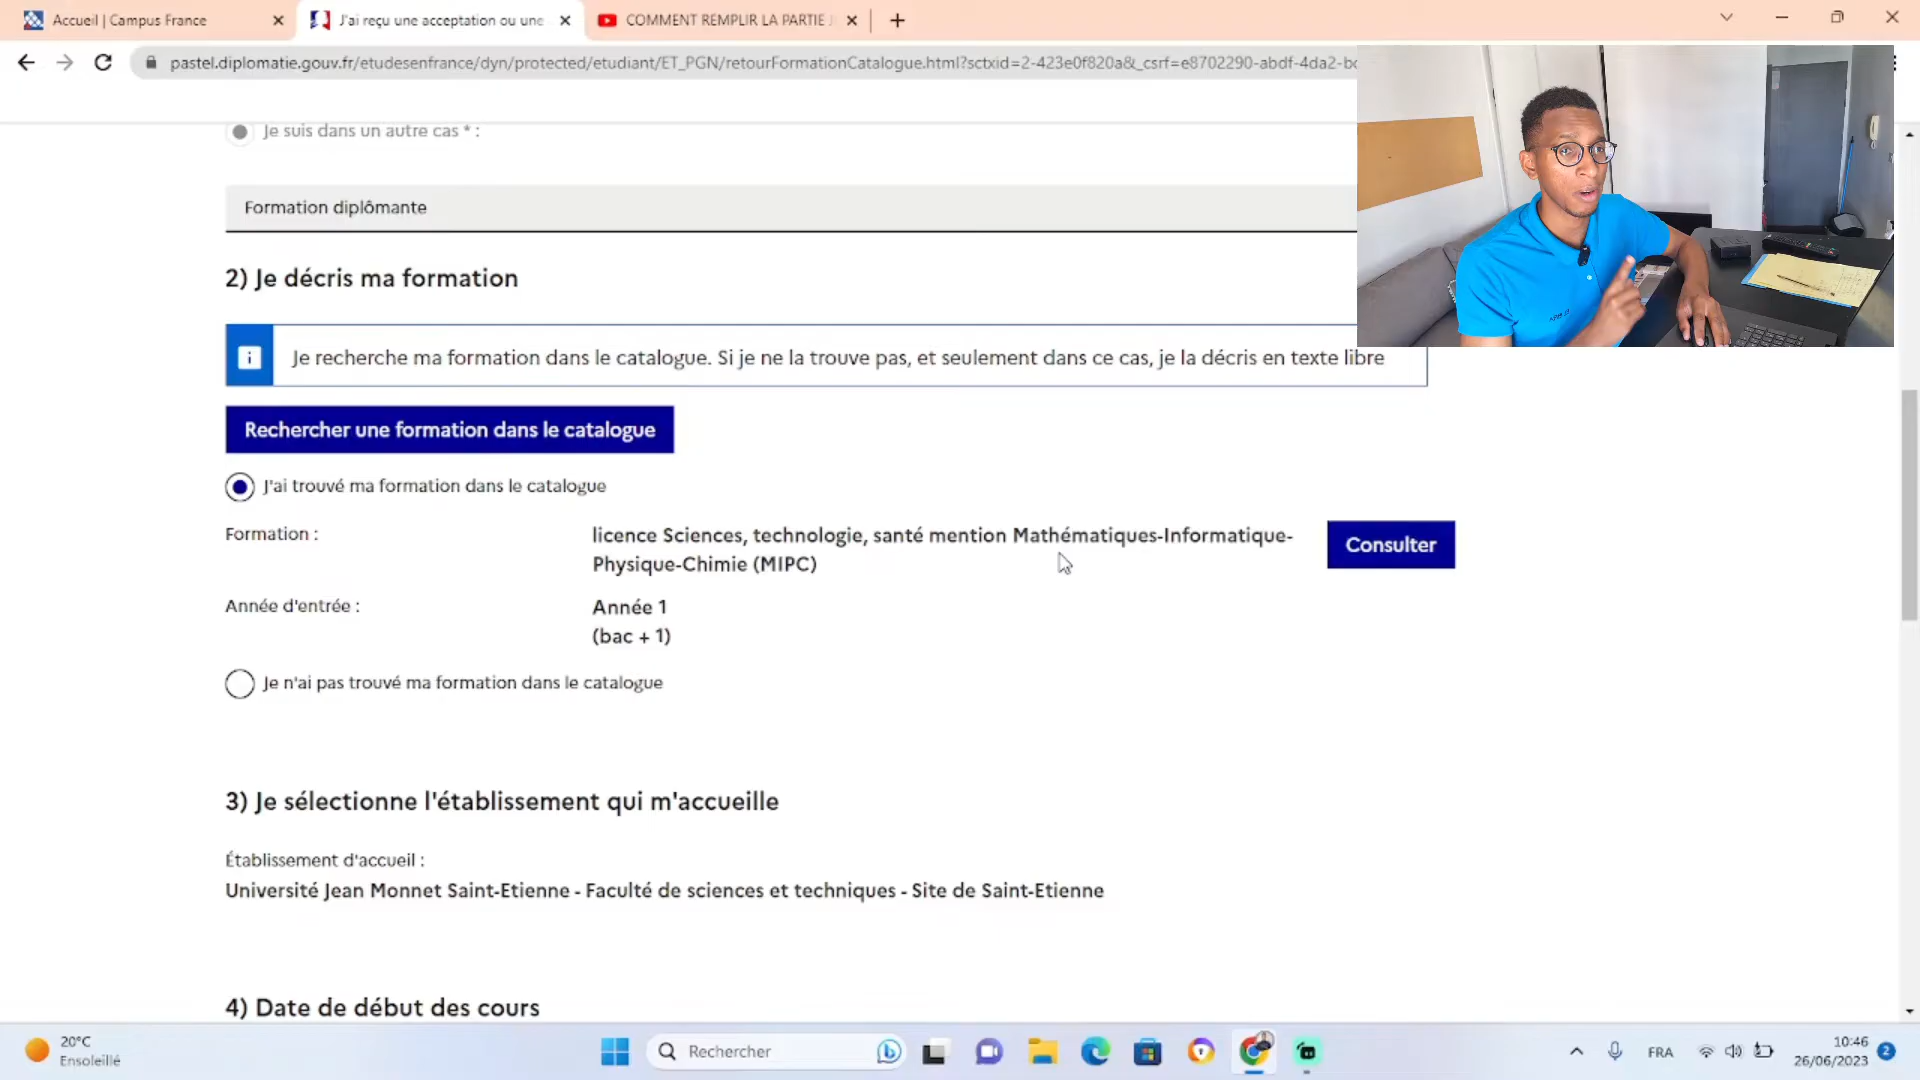 Accueil | Campus France
J'ai reçu une acceptation ou une
COMMENT REMPLIR LA PARTIE
pastel.diplomatie.gouv.fr/etudesenfrance/dyn/protected/etudiant/ET_PGN/retourFormationCatalogue.html?sctxid=2-423e0f820a&_csrf=e8702290-abdf-4da2-bc
Je suis dans un autre cas * :
Formation diplômante
2) Je décris ma formation
i
Je recherche ma formation dans le catalogue. Si je ne la trouve pas, et seulement dans ce cas, je la décris en texte libre
Rechercher une formation dans le catalogue
J'ai trouvé ma formation dans le catalogue
Formation :
licence Sciences, technologie, santé mention Mathématiques-Informatique-
Physique-Chimie (MIPC)
Consulter
Année d'entrée :
Année 1
(bac + 1)
Je n'ai pas trouvé ma formation dans le catalogue
3) Je sélectionne l'établissement qui m'accueille
Établissement d'accueil :
Université Jean Monnet Saint-Etienne - Faculté de sciences et techniques - Site de Saint-Etienne
4) Date de début des cours
20°C
Ensoleillé
Rechercher
FRA
10:46
26/06/2023
2